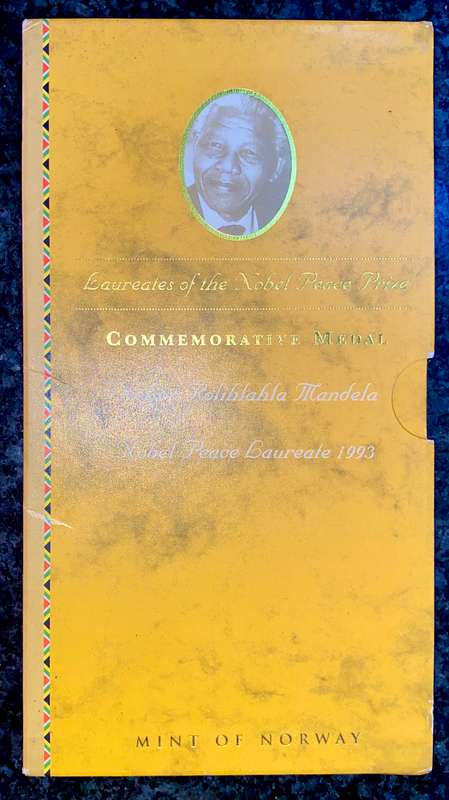 Laureates of the Nobel Peace Prize
COMMEMORATIVE MEDAL
Rolihlahla Mandela
Nobel Peace Laureate 1993
MINT OF NORWAY